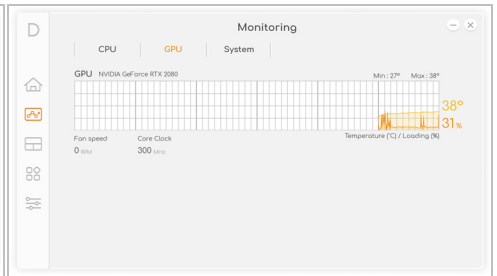 D
Monitoring
CPU GPU System
GPU NVIDIA GeForce RTX 2080
Min : 27° Max : 38°
38°
31 %
Temperature (°C) / Loading (%)
Fan speed Core Clock
0 RPM 300 MHz